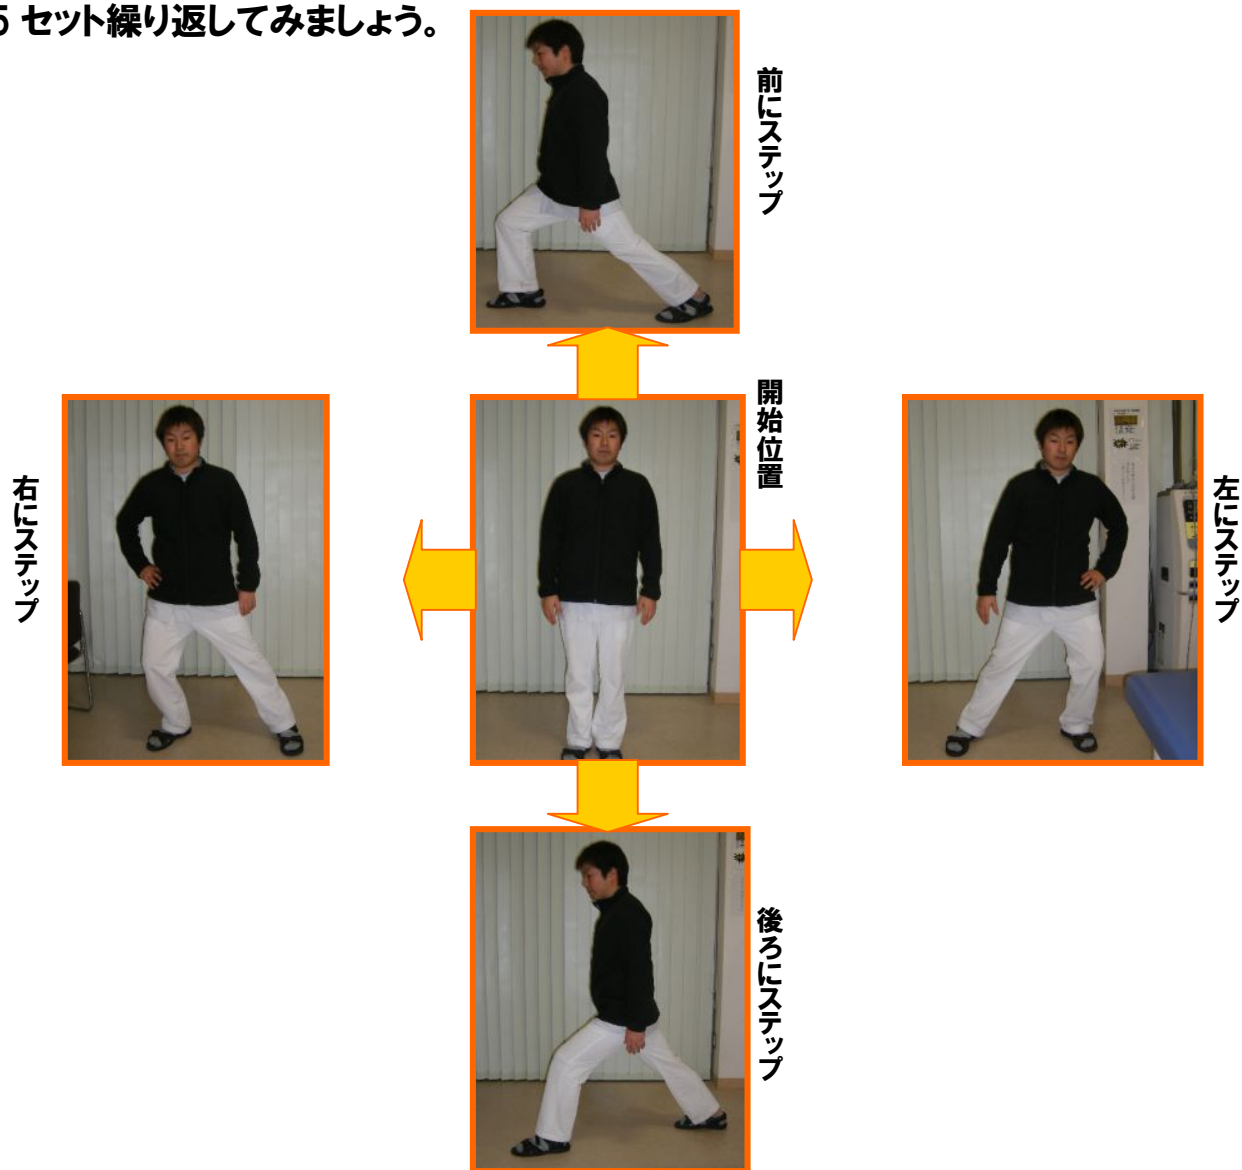 5 セット繰り返してみましょう。
前にステップ
開始位置
右にステップ
左にステップ
後ろにステップ